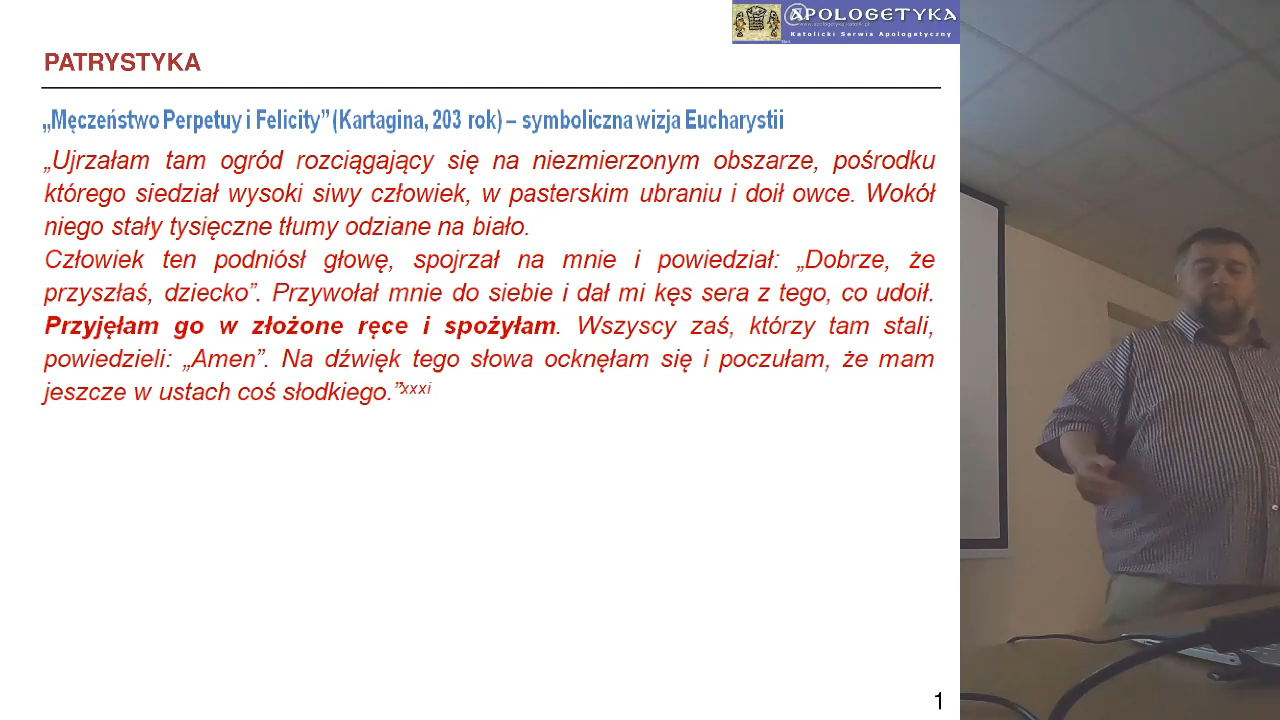 @APOLOGETYKA
www.apologetyka.katolik.pl
Katolicki Serwis Apologetyczny
PATRYSTYKA
„Męczeństwo Perpetuy i Felicity” (Kartagina, 203 rok) – symboliczna wizja Eucharystii
„Ujrzałam tam ogród rozciągający się na niezmierzonym obszarze, pośrodku
którego siedział wysoki siwy człowiek, w pasterskim ubraniu i doił owce. Wokół
niego stały tysięczne tłumy odziane na biało.
Człowiek ten podniósł głowę, spojrzał na mnie i powiedział: „Dobrze, że
przyszłaś, dziecko”. Przywołał mnie do siebie i dał mi kęs sera z tego, co udoił.
Przyjęłam go w złożone ręce i spożyłam. Wszyscy zaś, którzy tam stali,
powiedzieli: „Amen”. Na dźwięk tego słowa ocknęłam się i poczułam, że mam
jeszcze w ustach coś słodkiego.”xxxi
1